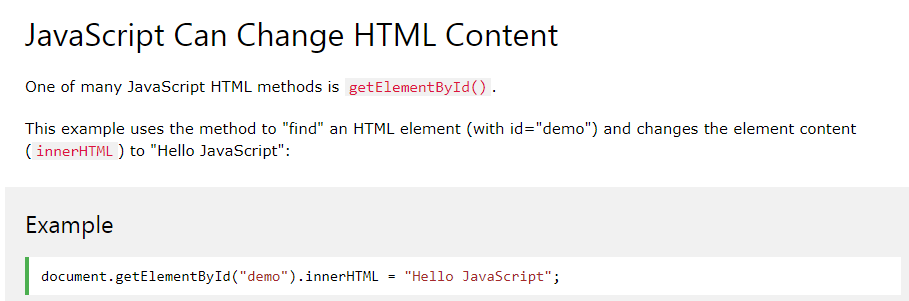 JavaScript Can Change HTML Content
One of many JavaScript HTML methods is getElementById().
This example uses the method to "find" an HTML element (with id="demo") and changes the element content
(innerHTML) to "Hello JavaScript":
Example
document.getElementById("demo").innerHTML = "Hello JavaScript";